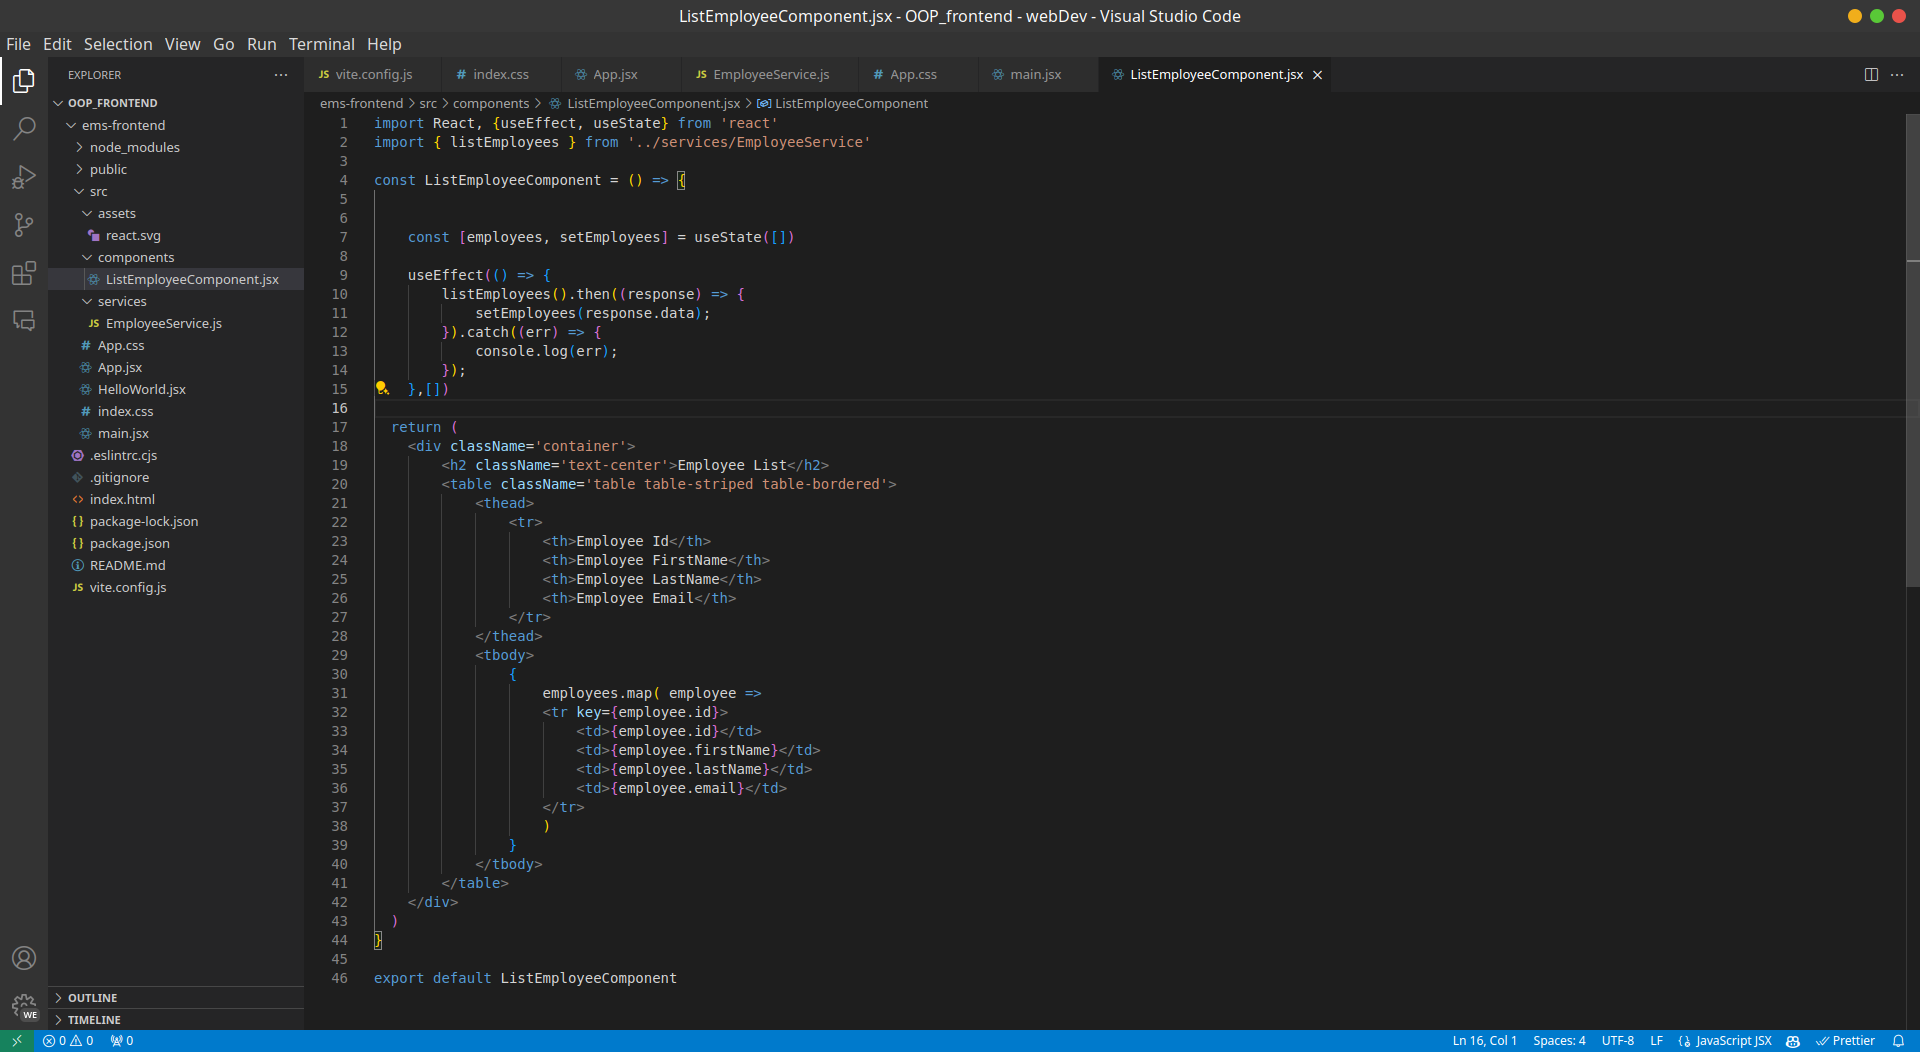 ListEmployeeComponent.jsx - OOP_frontend - webDev - Visual Studio Code
File Edit Selection View Go Run Terminal Help
EXPLORER
OOP_FRONTEND
ems-frontend
node_modules
public
src
assets
react.svg
components
ListEmployeeComponent.jsx
services
JS EmployeeService.js
# App.css
App.jsx
HelloWorld.jsx
# index.css
main.jsx
.eslintrc.cjs
.gitignore
<> index.html
{} package-lock.json
{} package.json
README.md
JS vite.config.js
OUTLINE
TIMELINE
JS vite.config.js # index.css App.jsx JS EmployeeService.js # App.css main.jsx ListEmployeeComponent.jsx
ems-frontend > src > components > ListEmployeeComponent.jsx > ListEmployeeComponent
1 import React, {useEffect, useState} from 'react'
2 import { listEmployees } from '../services/EmployeeService'
3
4 const ListEmployeeComponent = () => {
5
6
7 const [employees, setEmployees] = useState([])
8
9 useEffect(() => {
10 listEmployees().then((response) => {
11 setEmployees(response.data);
12 }).catch((err) => {
13 console.log(err);
14 });
15 },[])
16
17 return (
18 <div className='container'>
19 <h2 className='text-center'>Employee List</h2>
20 <table className='table table-striped table-bordered'>
21 <thead>
22 <tr>
23 <th>Employee Id</th>
24 <th>Employee FirstName</th>
25 <th>Employee LastName</th>
26 <th>Employee Email</th>
27 </tr>
28 </thead>
29 <tbody>
30 {
31 employees.map( employee =>
32 <tr key={employee.id}>
33 <td>{employee.id}</td>
34 <td>{employee.firstName}</td>
35 <td>{employee.lastName}</td>
36 <td>{employee.email}</td>
37 </tr>
38 )
39 }
40 </tbody>
41 </table>
42 </div>
43 )
44 }
45
46 export default ListEmployeeComponent
WE
0 0 0 Ln 16, Col 1 Spaces: 4 UTF-8 LF JavaScript JSX Prettier